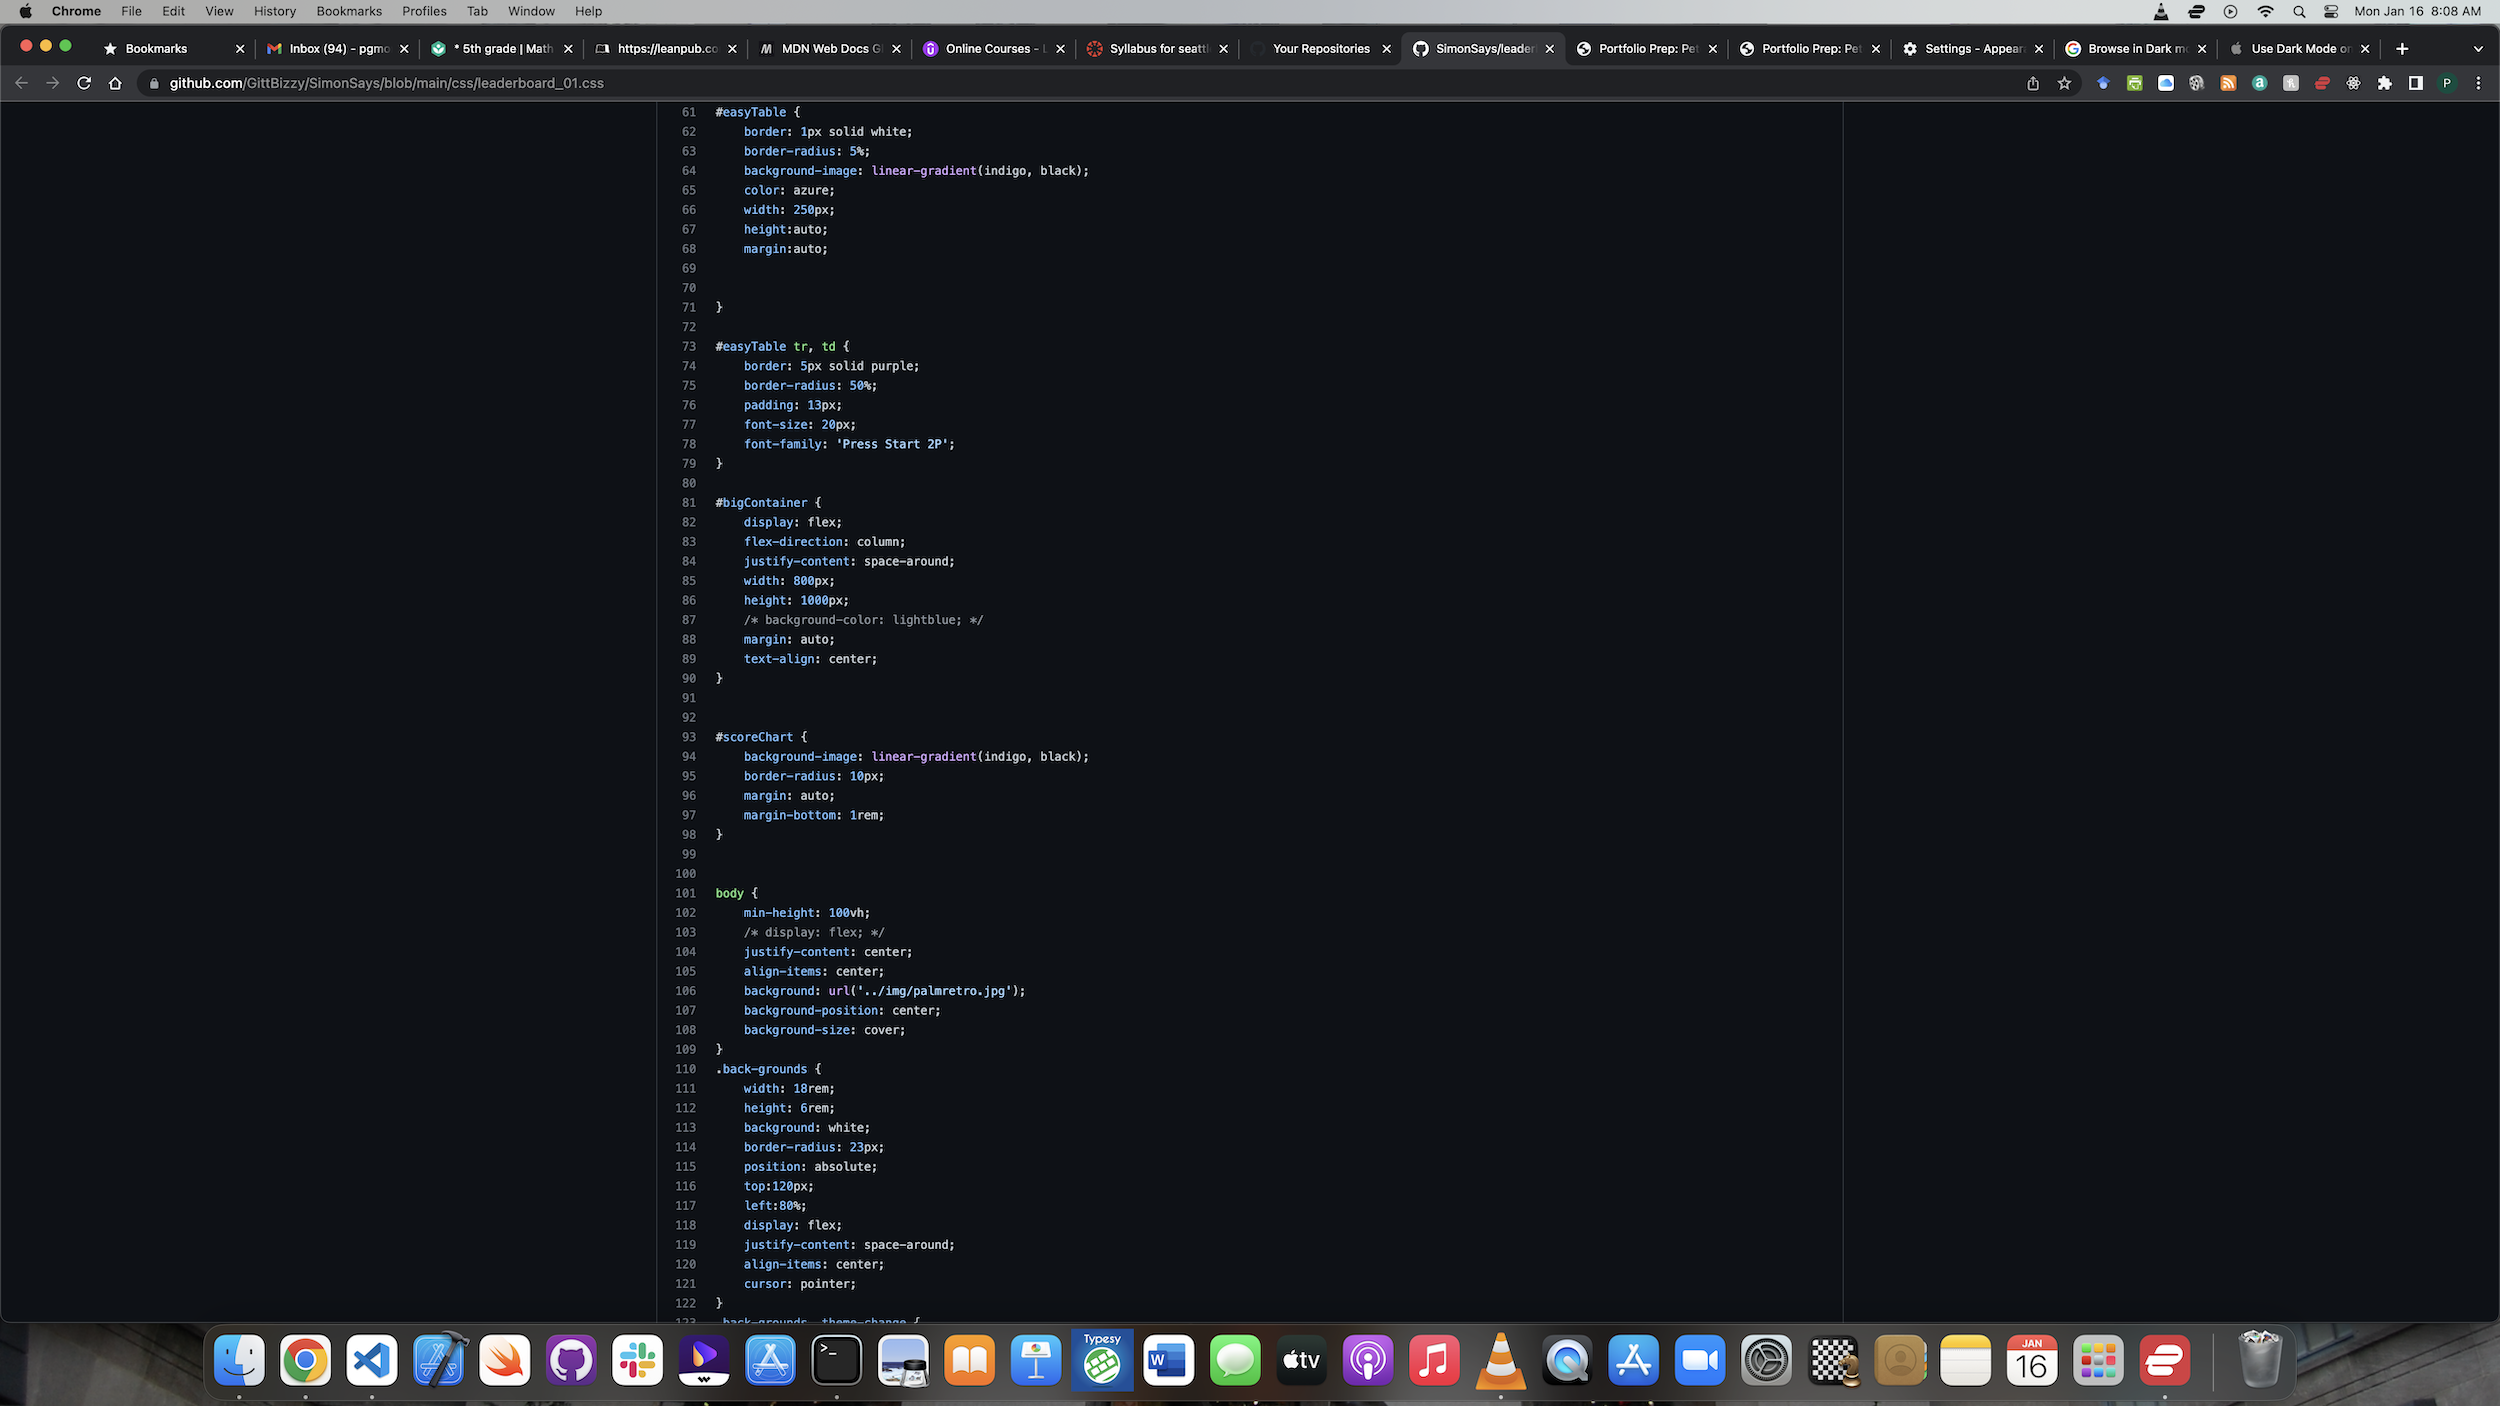 Chrome File Edit View History Bookmarks Profiles Tab Window Help Mon Jan 16 8:08 AM
Bookmarks Inbox (94) - pgmo * 5th grade | Math https://leanpub.co MDN Web Docs Gl Online Courses - L Syllabus for seattl Your Repositories SimonSays/leader Portfolio Prep: Pet Portfolio Prep: Pet Settings - Appear Browse in Dark mo Use Dark Mode on
github.com/GittBizzy/SimonSays/blob/main/css/leaderboard_01.css
61 #easyTable {
62 border: 1px solid white;
63 border-radius: 5%;
64 background-image: linear-gradient(indigo, black);
65 color: azure;
66 width: 250px;
67 height:auto;
68 margin:auto;
69
70
71 }
72
73 #easyTable tr, td {
74 border: 5px solid purple;
75 border-radius: 50%;
76 padding: 13px;
77 font-size: 20px;
78 font-family: 'Press Start 2P';
79 }
80
81 #bigContainer {
82 display: flex;
83 flex-direction: column;
84 justify-content: space-around;
85 width: 800px;
86 height: 1000px;
87 /* background-color: lightblue; */
88 margin: auto;
89 text-align: center;
90 }
91
92
93 #scoreChart {
94 background-image: linear-gradient(indigo, black);
95 border-radius: 10px;
96 margin: auto;
97 margin-bottom: 1rem;
98 }
99
100
101 body {
102 min-height: 100vh;
103 /* display: flex; */
104 justify-content: center;
105 align-items: center;
106 background: url('../img/palmretro.jpg');
107 background-position: center;
108 background-size: cover;
109 }
110 .back-grounds {
111 width: 18rem;
112 height: 6rem;
113 background: white;
114 border-radius: 23px;
115 position: absolute;
116 top:120px;
117 left:80%;
118 display: flex;
119 justify-content: space-around;
120 align-items: center;
121 cursor: pointer;
122 }
Typesy
W
tv
JAN
16